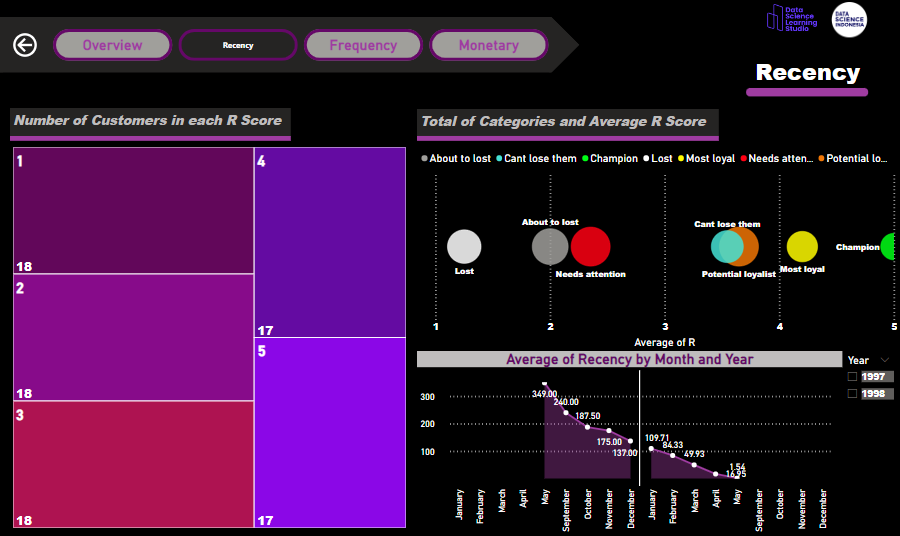 Overview
Recency
Frequency
Monetary
Data
Science
Learning
Studio
DATA
SCIENCE
INDONESIA
Recency
Number of Customers in each R Score
1
18
2
18
3
18
4
17
5
17
Total of Categories and Average R Score
About to lost
Cant lose them
Champion
Lost
Most loyal
Needs atten...
Potential lo...
Lost
About to lost
Needs attention
Cant lose them
Potential loyalist
Most loyal
Champion
1
2
3
4
5
Average of R
Average of Recency by Month and Year
300
200
100
349.00
240.00
187.50
175.00
137.00
109.71
84.33
49.93
16.95
1.54
January
February
March
April
May
September
October
November
December
January
February
March
April
May
September
October
November
December
Year
1997
1998